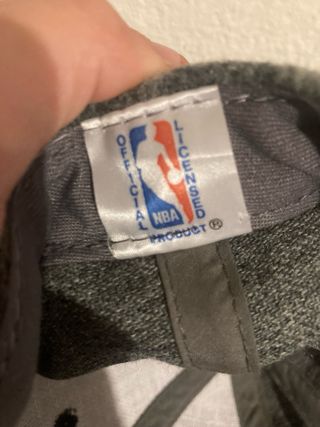 OFFICIAL
LICENSED
NBA
PRODUCT®